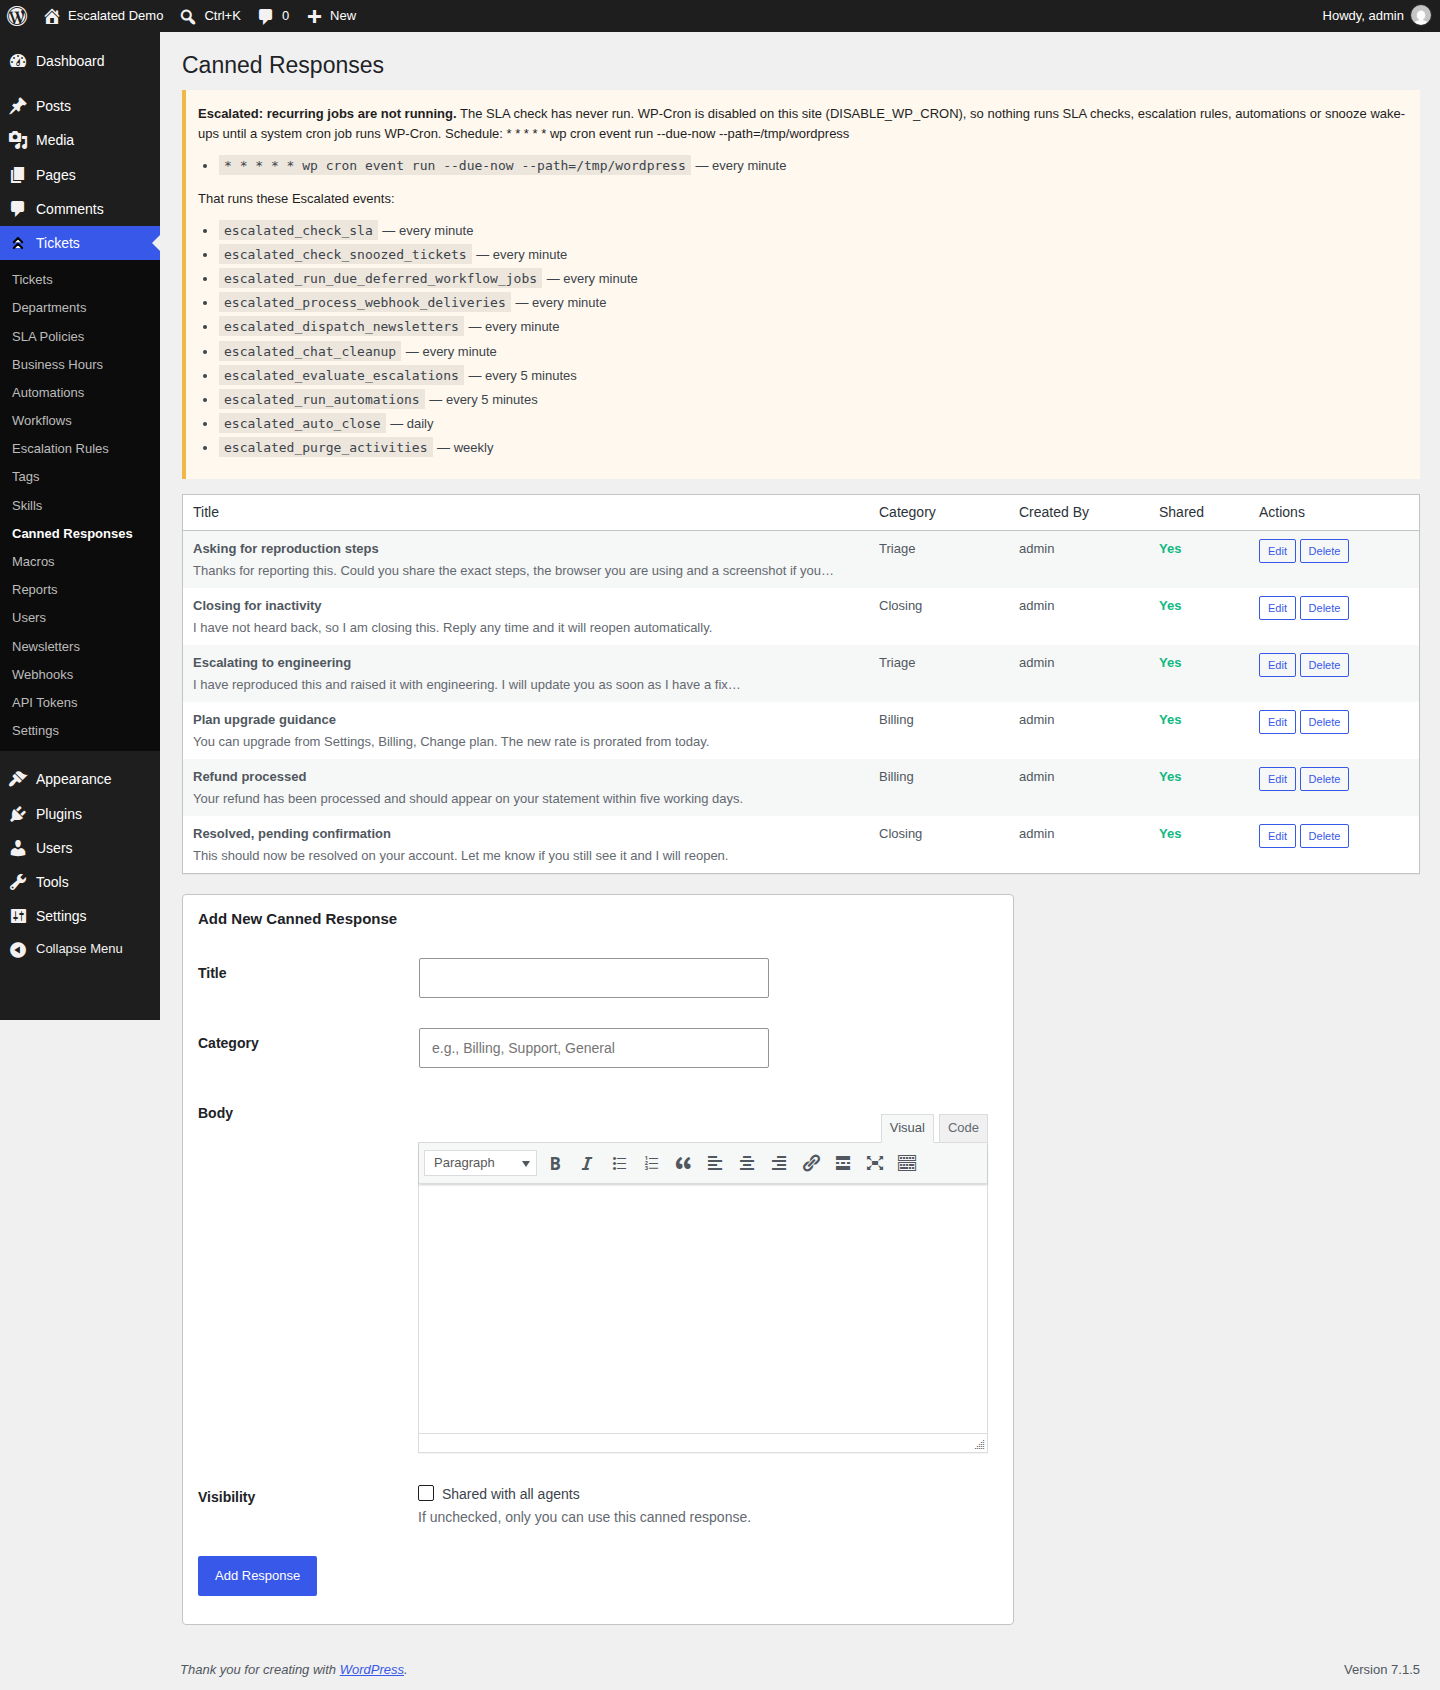 Escalated Demo
Ctrl+K
0
New
Howdy, admin
Dashboard
Posts
Media
Pages
Comments
Tickets
Tickets
Departments
SLA Policies
Business Hours
Automations
Workflows
Escalation Rules
Tags
Skills
Canned Responses
Macros
Reports
Users
Newsletters
Webhooks
API Tokens
Settings
Appearance
Plugins
Users
Tools
Settings
Collapse Menu
Canned Responses
Escalated: recurring jobs are not running. The SLA check has never run. WP-Cron is disabled on this site (DISABLE_WP_CRON), so nothing runs SLA checks, escalation rules, automations or snooze wake-
ups until a system cron job runs WP-Cron. Schedule: * * * * * wp cron event run --due-now --path=/tmp/wordpress
• * * * * * wp cron event run --due-now --path=/tmp/wordpress — every minute
That runs these Escalated events:
• escalated_check_sla — every minute
• escalated_check_snoozed_tickets — every minute
• escalated_run_due_deferred_workflow_jobs — every minute
• escalated_process_webhook_deliveries — every minute
• escalated_dispatch_newsletters — every minute
• escalated_chat_cleanup — every minute
• escalated_evaluate_escalations — every 5 minutes
• escalated_run_automations — every 5 minutes
• escalated_auto_close — daily
• escalated_purge_activities — weekly
Title Category Created By Shared Actions
Asking for reproduction steps Triage admin Yes Edit Delete
Thanks for reporting this. Could you share the exact steps, the browser you are using and a screenshot if you…
Closing for inactivity Closing admin Yes Edit Delete
I have not heard back, so I am closing this. Reply any time and it will reopen automatically.
Escalating to engineering Triage admin Yes Edit Delete
I have reproduced this and raised it with engineering. I will update you as soon as I have a fix…
Plan upgrade guidance Billing admin Yes Edit Delete
You can upgrade from Settings, Billing, Change plan. The new rate is prorated from today.
Refund processed Billing admin Yes Edit Delete
Your refund has been processed and should appear on your statement within five working days.
Resolved, pending confirmation Closing admin Yes Edit Delete
This should now be resolved on your account. Let me know if you still see it and I will reopen.
Add New Canned Response
Title
Category
e.g., Billing, Support, General
Body
Visual Code
Paragraph
Visibility
Shared with all agents
If unchecked, only you can use this canned response.
Add Response
Thank you for creating with WordPress.
Version 7.1.5